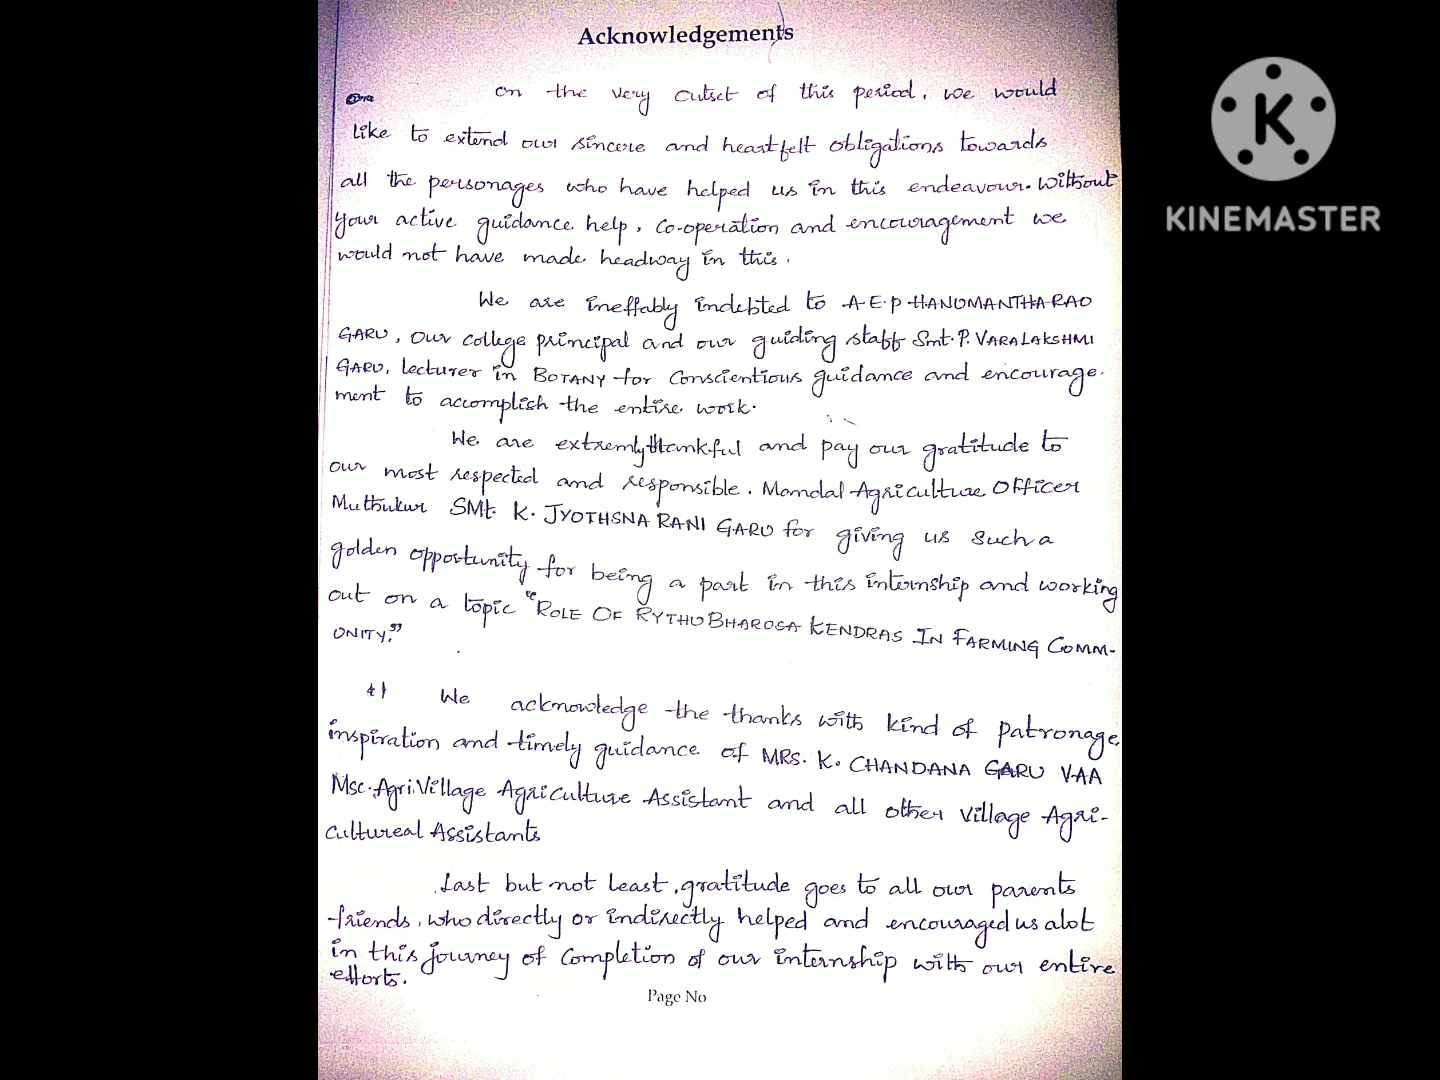 Acknowledgements
on the very outset of this period, we would
like to extend our sincere and heartfelt obligations towards
all the personages who have helped us in this endeavour. without
your active guidance help, co-operation and encouragement we
would not have made headway in this.
We are ineffably indebted to A.E.P HANUMANTHA RAO
GARU, our college principal and our guiding staff Smt. P. VARALAKSHMI
GARU, lecturer in BOTANY for Conscientious guidance and encourage-
ment to accomplish the entire work.
We are extremly thankful and pay our gratitude to
our most respected and responsible. Mandal Agriculture Officer
Muthukur SMt. K. JYOTHSNA RANI GARU for giving us such a
golden opportunity for being a part in this internship and working
out on a topic "ROLE OF RYTHU BHAROSA KENDRAS IN FARMING COMM-
UNITY."
We acknowledge the thanks with kind of patronage,
inspiration and timely guidance of MRS. K. CHANDANA GARU V.AA
Msc.Agri.Village Agriculture Assistant and all other village Agri-
cultureal Assistants
Last but not least, gratitude goes to all our parents
friends, who directly or indirectly helped and encouraged us alot
in this journey of completion of our internship with our entire
efforts.
Page No
KINEMASTER